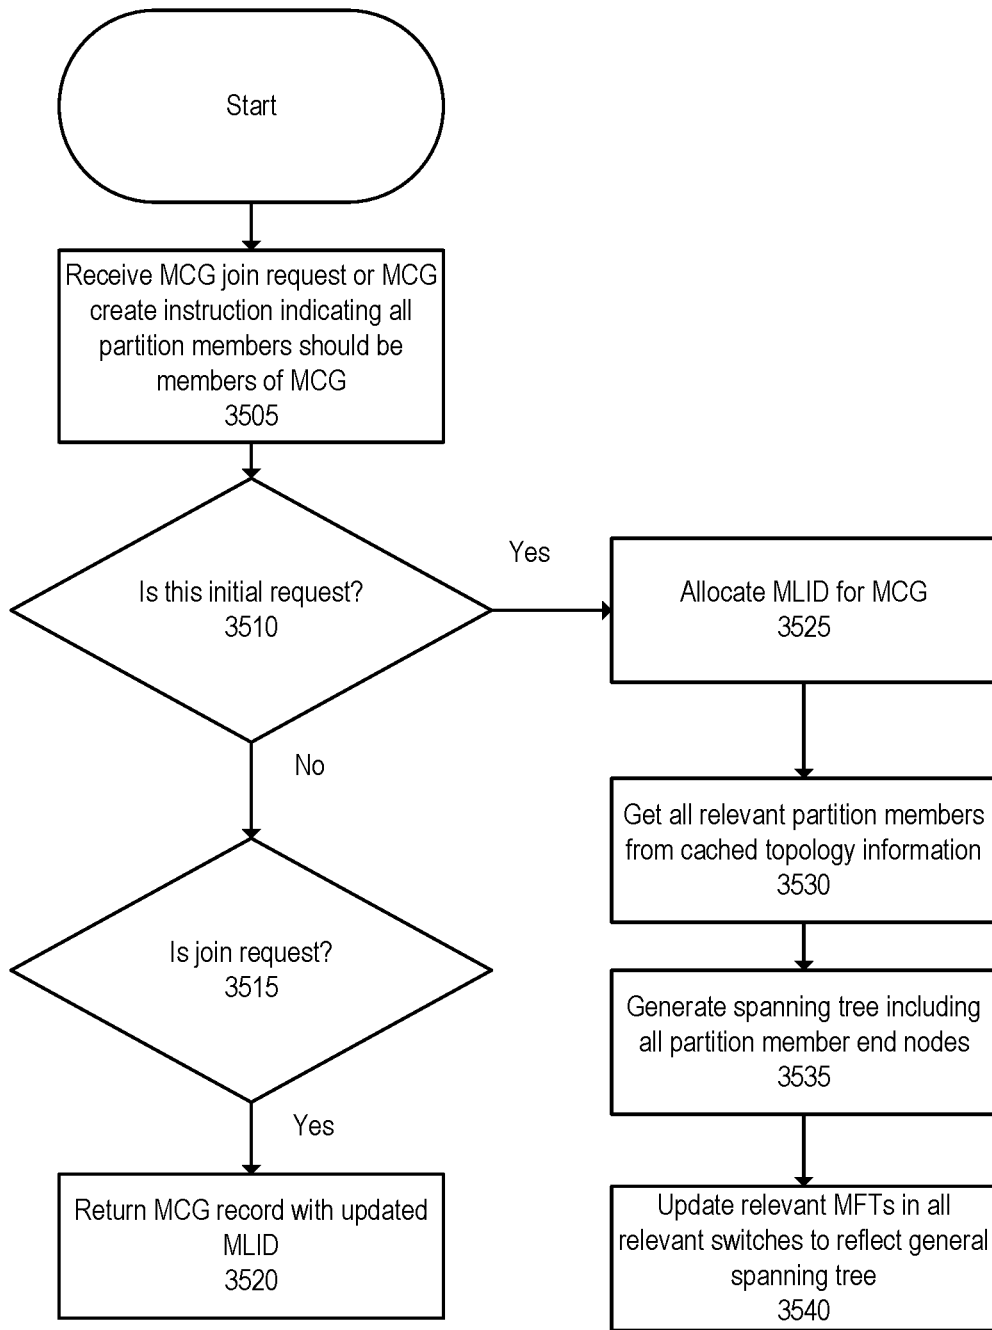 Start
Receive MCG join request or MCG
create instruction indicating all
partition members should be
members of MCG
3505
Is this initial request?
3510
Yes
No
Is join request?
3515
Yes
Return MCG record with updated
MLID
3520
Allocate MLID for MCG
3525
Get all relevant partition members
from cached topology information
3530
Generate spanning tree including
all partition member end nodes
3535
Update relevant MFTs in all
relevant switches to reflect general
spanning tree
3540